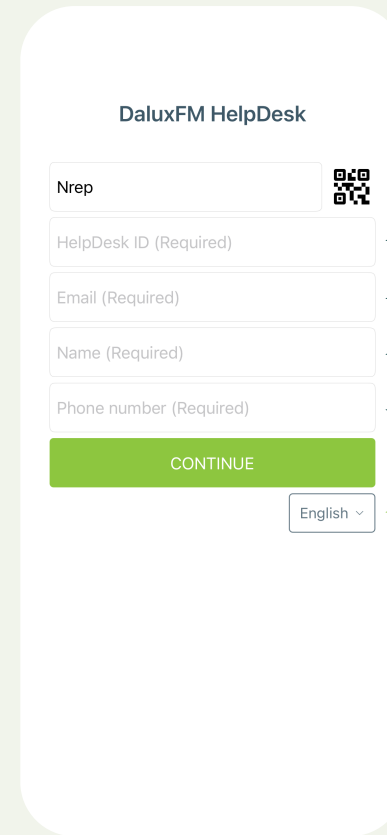 DaluxFM HelpDesk
Nrep
HelpDesk ID (Required)
Email (Required)
Name (Required)
Phone number (Required)
CONTINUE
English